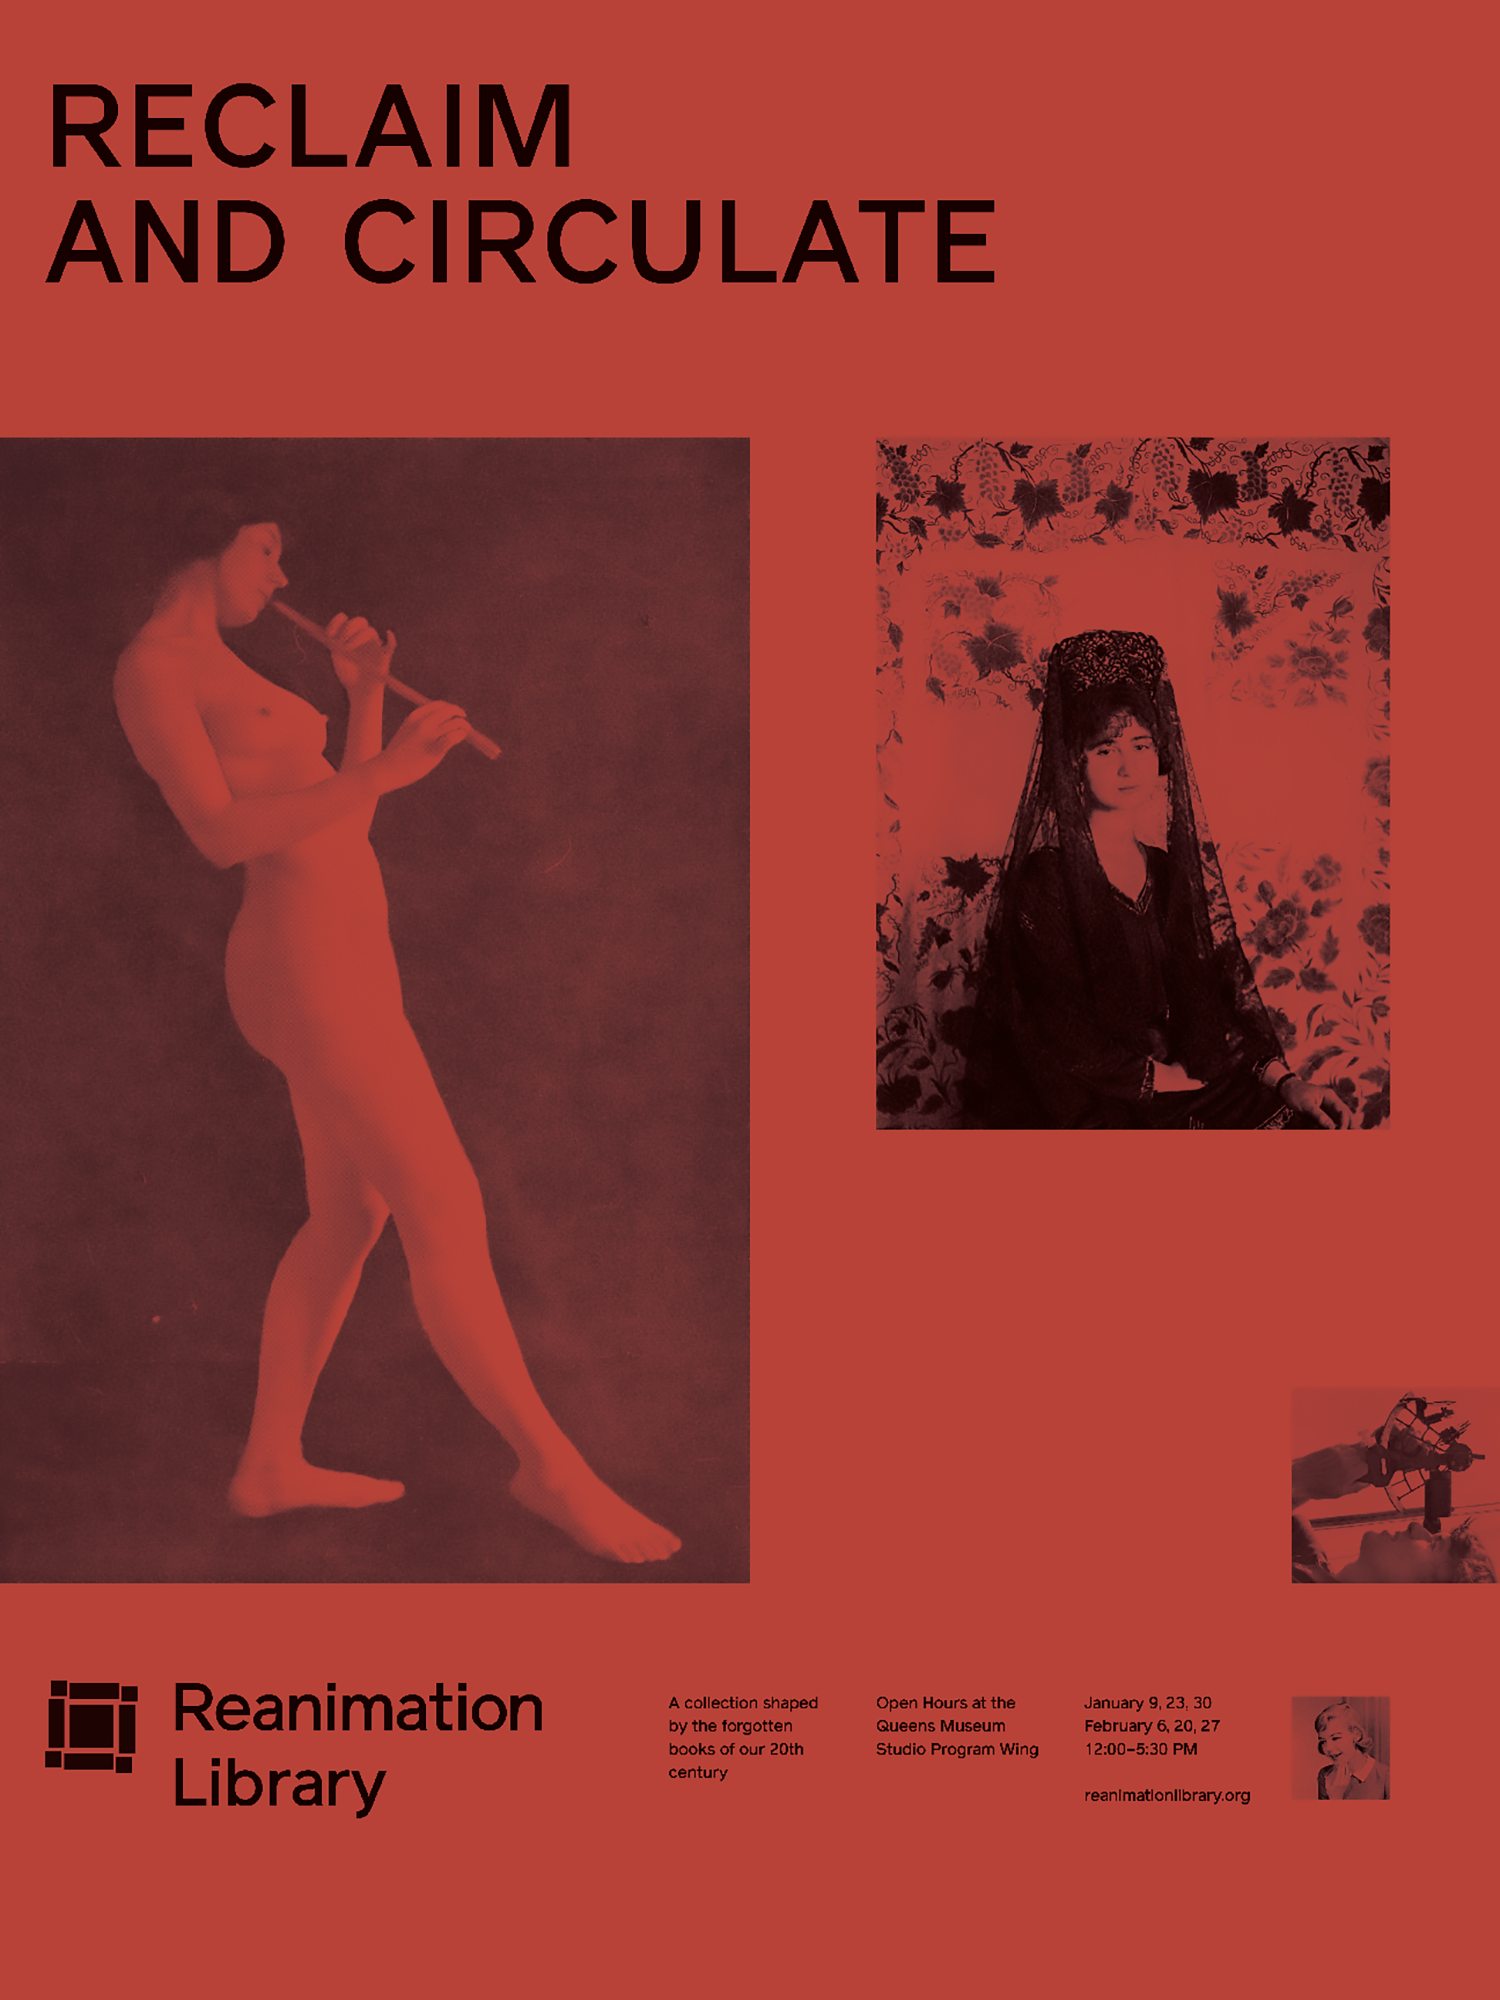 RECLAIM
AND CIRCULATE
Reanimation
Library
A collection shaped
by the forgotten
books of our 20th
century
Open Hours at the
Queens Museum
Studio Program Wing
January 9, 23, 30
February 6, 20, 27
12:00–5:30 PM
reanimationlibrary.org